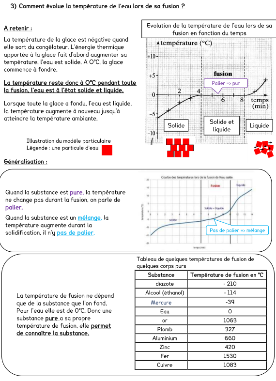 3) Comment évolue la température de l'eau lors de sa fusion ?
A retenir :
La température de la glace est négative quand
elle sort du congélateur. L'énergie thermique
apportée à la glace fait d'abord augmenter sa
température, l'eau est solide. A 0°C, la glace
commence à fondre.
La température reste donc à 0°C pendant toute
la fusion, l'eau est à l'état solide et liquide.
Lorsque toute la glace a fondu, l'eau est liquide,
la température augmente à nouveau jusqu'à
atteindre la température ambiante.
Illustration du modèle particulaire
Légende : une particule d'eau
Evolution de la température de l'eau lors de sa
fusion en fonction du temps
température (°C)
+10
+5
0
-5
-10
fusion
Palier -> pur
2
4
6
8
temps
(min)
Solide
Solide et
liquide
Liquide
Généralisation :
Quand la substance est pure, la température
ne change pas durant la fusion, on parle de
palier.
Quand la substance est un mélange, la
température augmente durant la
solidification, il n'y pas de palier.
Pas de palier -> mélange
La température de fusion ne dépend
que de la substance que l'on fond.
Pour l'eau elle est de 0°C. Donc une
substance pure a sa propre
température de fusion, elle permet
de connaître la substance.
Tableau de quelques températures de fusion de
quelques corps purs
Substance Température de fusion en °C
diazote - 210
Alcool (éthanol) - 114
Mercure -39
Eau 0
or 1063
Plomb 327
Aluminium 660
Zinc 420
Fer 1530
Cuivre 1083